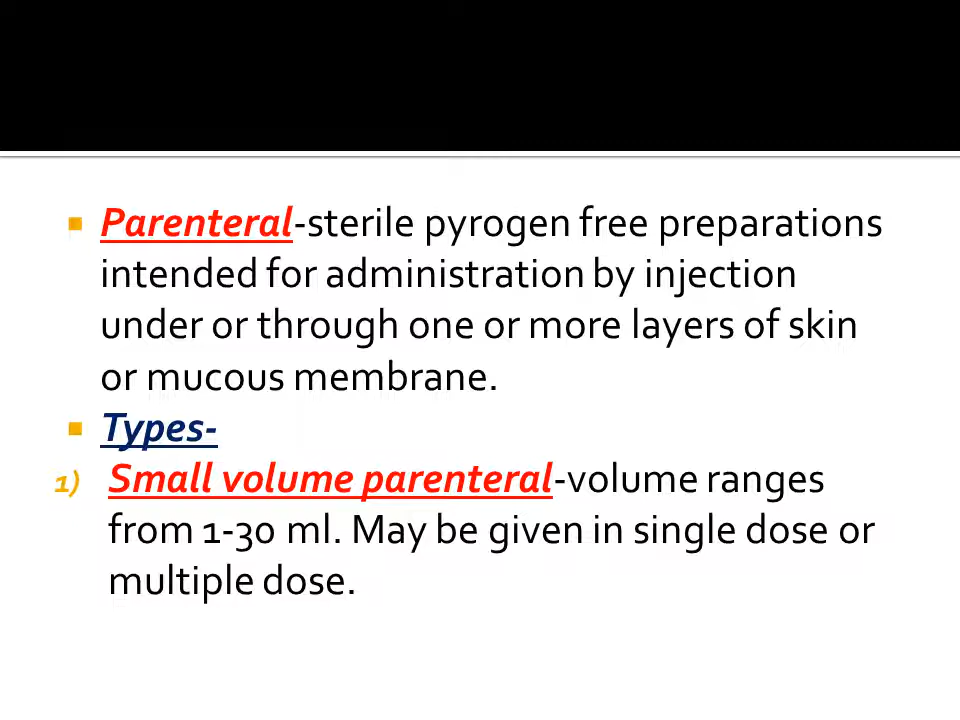 Parenteral-sterile pyrogen free preparations
intended for administration by injection
under or through one or more layers of skin
or mucous membrane.
Types-
1) Small volume parenteral-volume ranges
from 1-30 ml. May be given in single dose or
multiple dose.